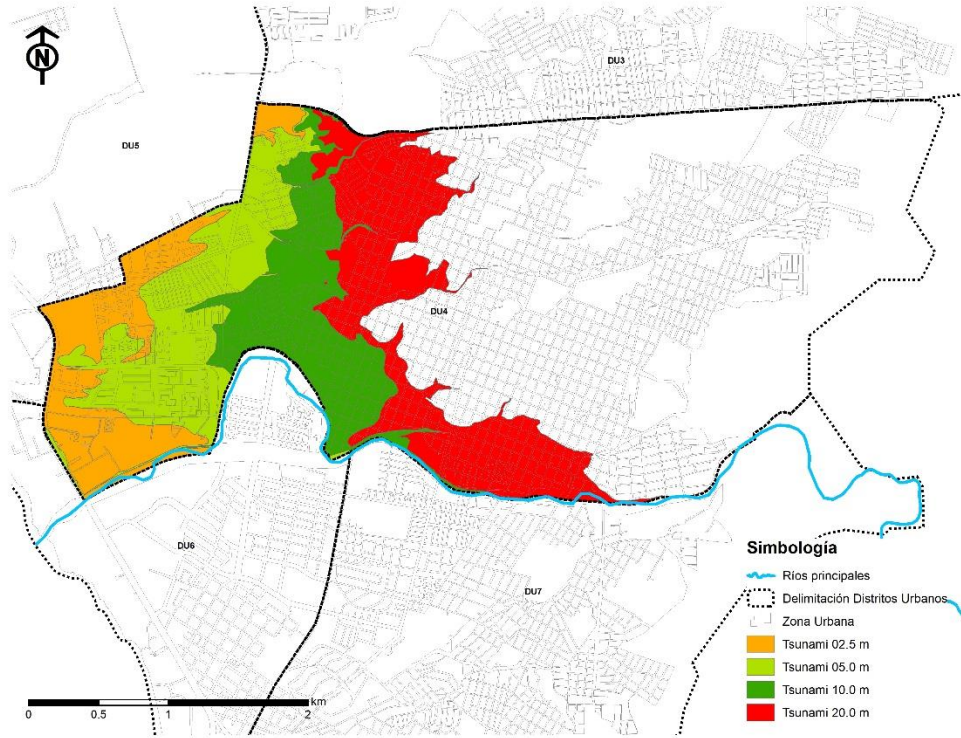 N
DU3
DU5
DU4
DU6
DU7
Simbología
Ríos principales
Delimitación Distritos Urbanos
Zona Urbana
Tsunami 02.5 m
Tsunami 05.0 m
Tsunami 10.0 m
Tsunami 20.0 m
km
0 0.5 1 2